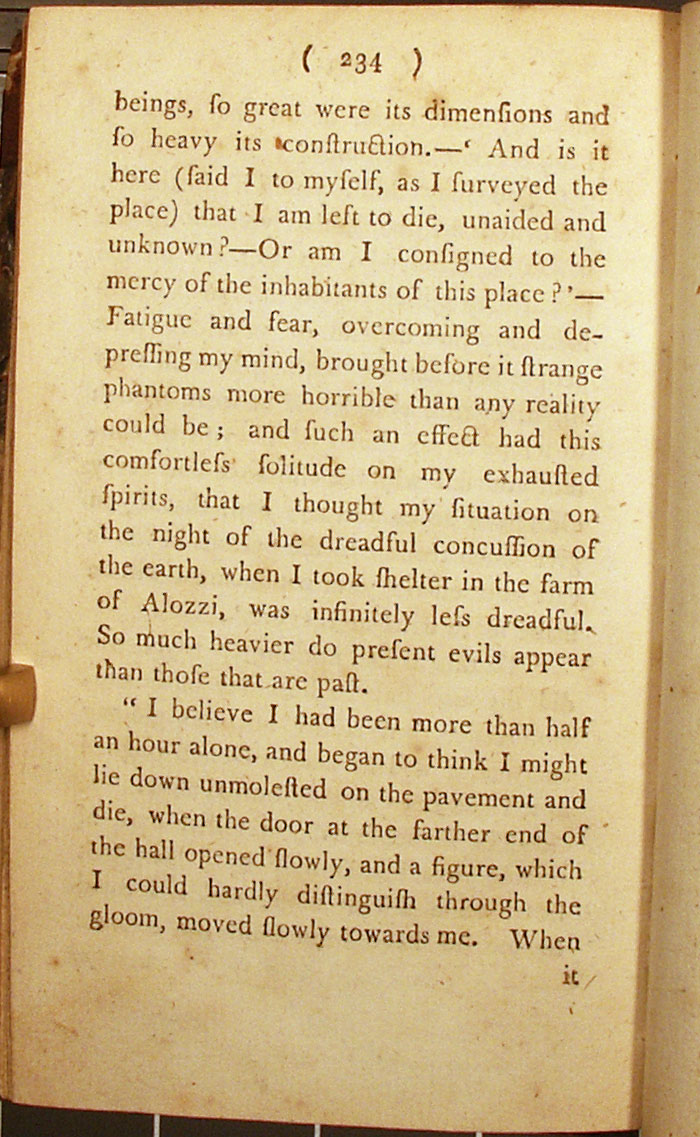 ( 234 )
beings, ſo great were its dimenſions and
ſo heavy its conſtruction.—‘ And is it
here (ſaid I to myſelf, as I ſurveyed the
place) that I am left to die, unaided and
unknown?—Or am I conſigned to the
mercy of the inhabitants of this place?’—
Fatigue and fear, overcoming and de-
preſſing my mind, brought before it ſtrange
phantoms more horrible than any reality
could be; and ſuch an effect had this
comfortleſs ſolitude on my exhauſted
ſpirits, that I thought my ſituation on
the night of the dreadful concuſſion of
the earth, when I took ſhelter in the farm
of Alozzi, was infinitely leſs dreadful.
So much heavier do preſent evils appear
than thoſe that are paſt.
“ I believe I had been more than half
an hour alone, and began to think I might
lie down unmoleſted on the pavement and
die, when the door at the farther end of
the hall opened ſlowly, and a figure, which
I could hardly diſtinguiſh through the
gloom, moved ſlowly towards me. When
it